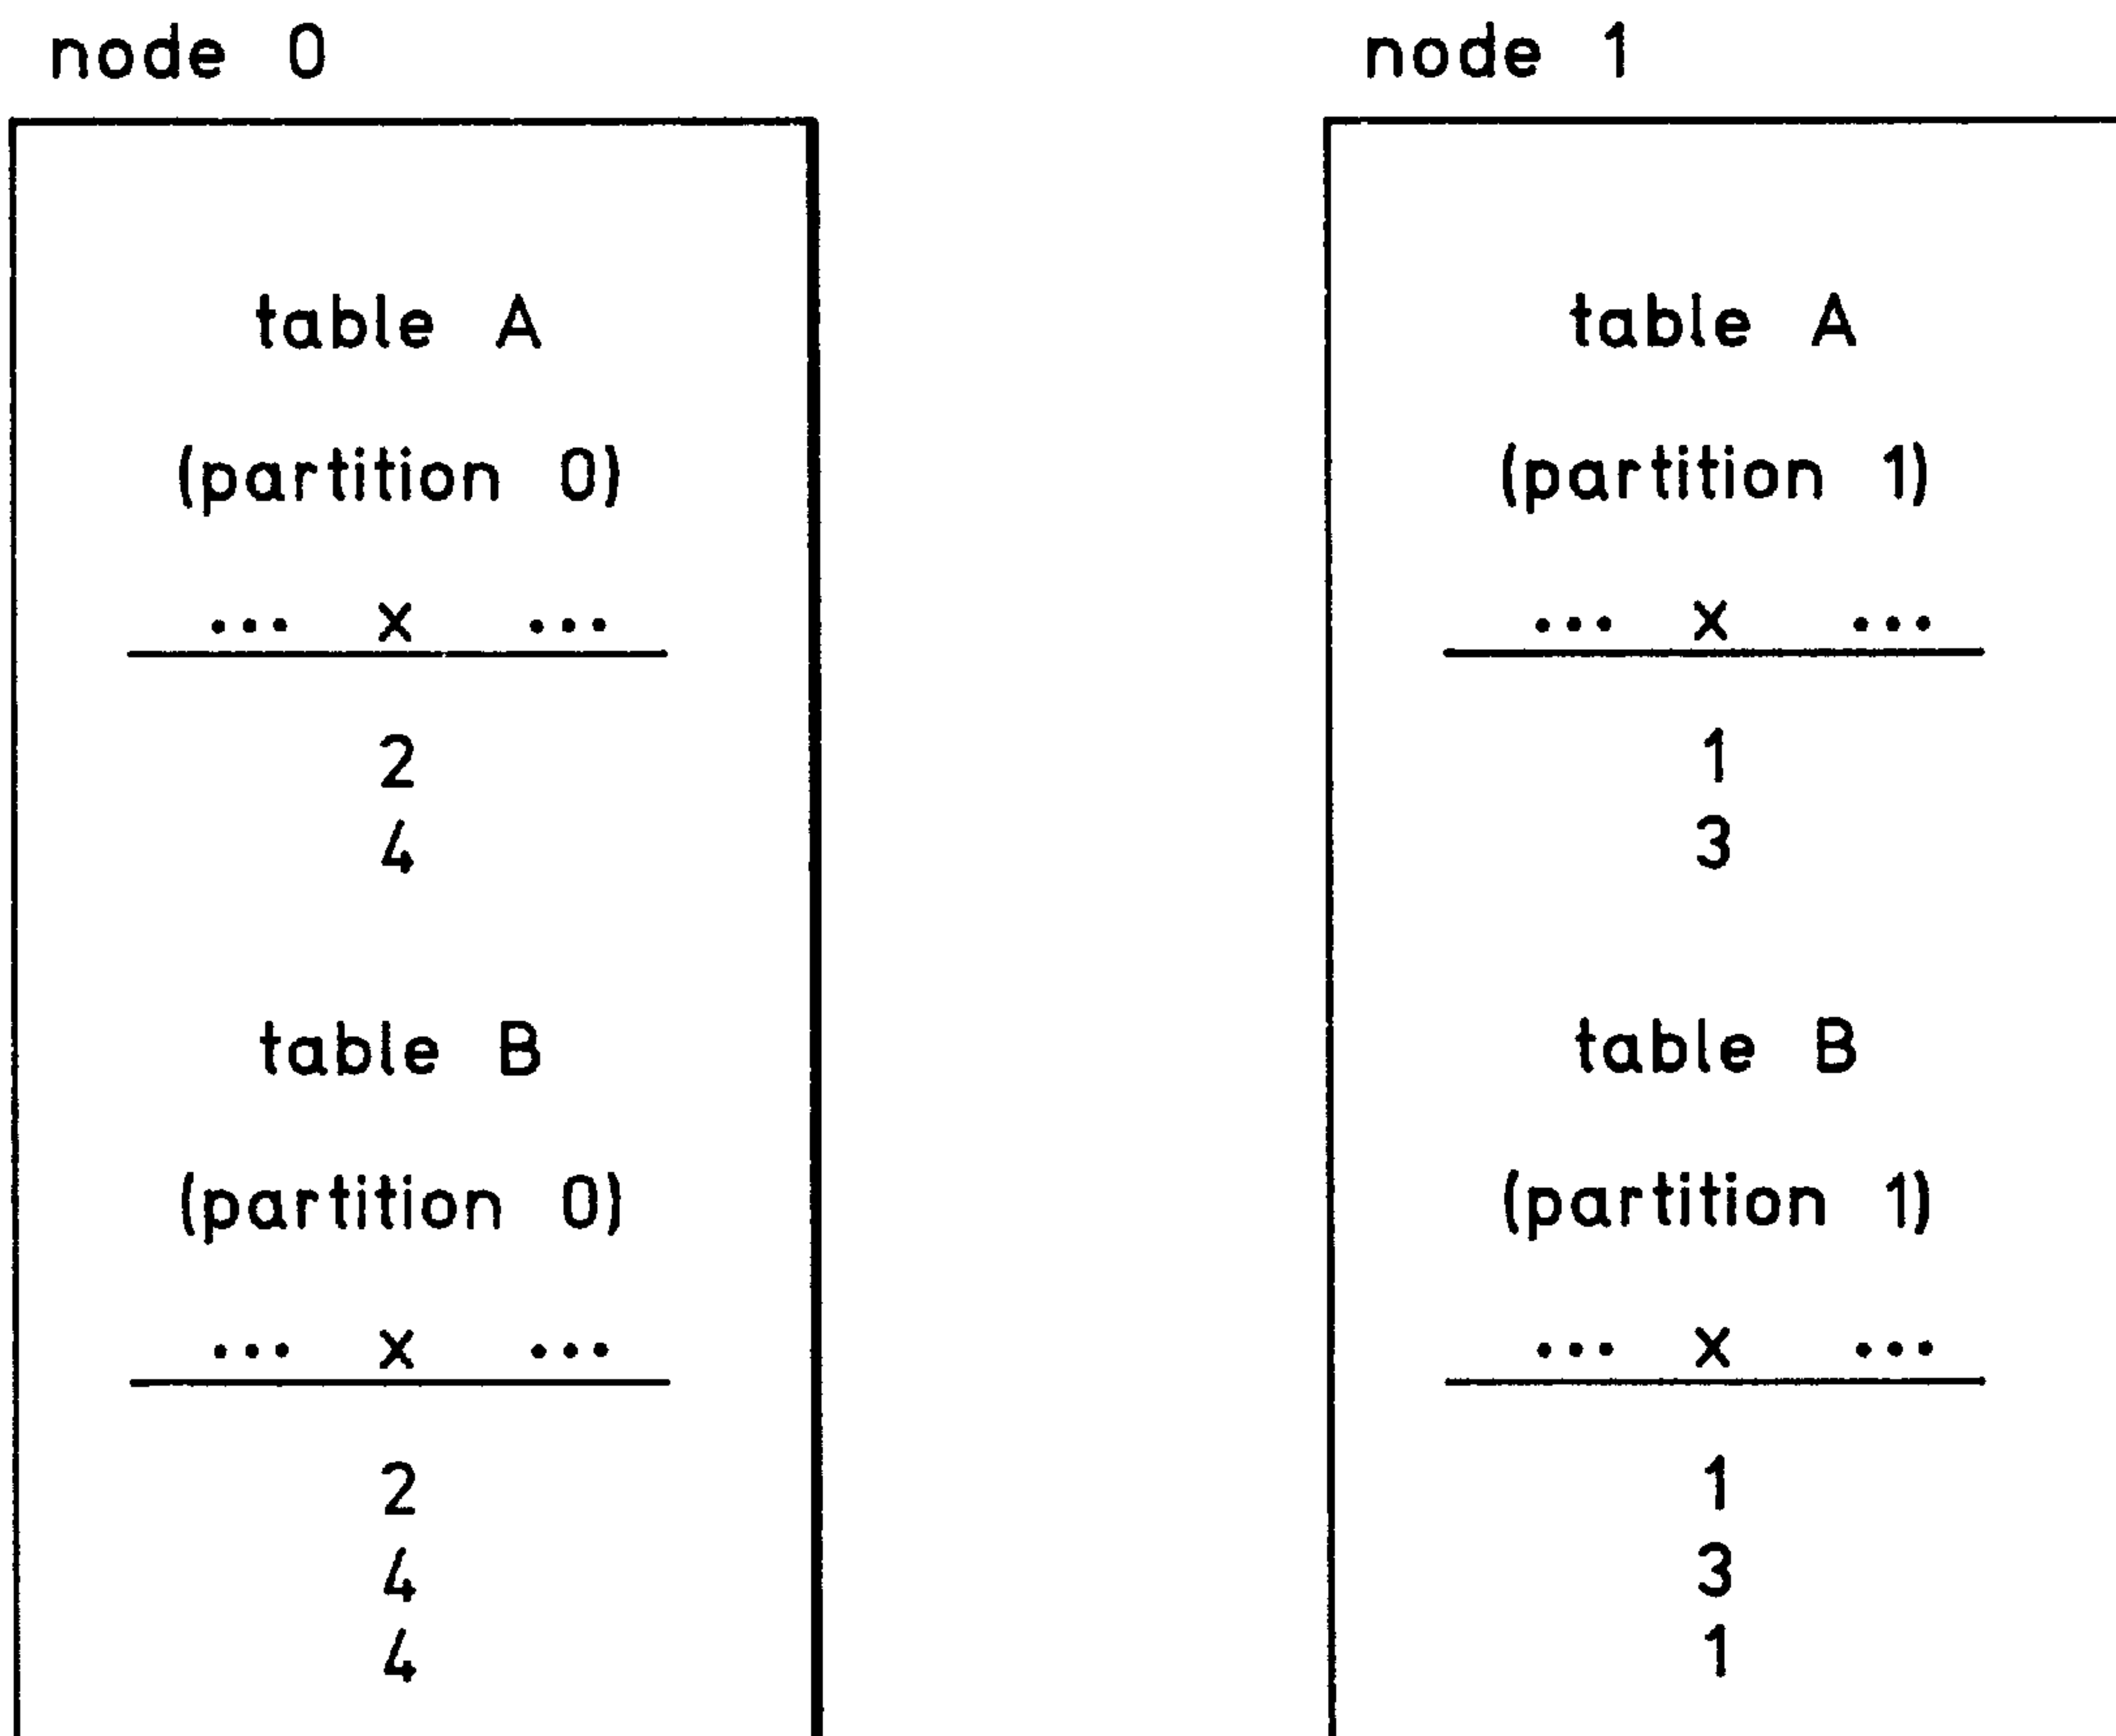 node 0
table A
(partition 0)
... x ...
2
4
table B
(partition 0)
... x ...
2
4
4
node 1
table A
(partition 1)
... x ...
1
3
table B
(partition 1)
... x ...
1
3
1